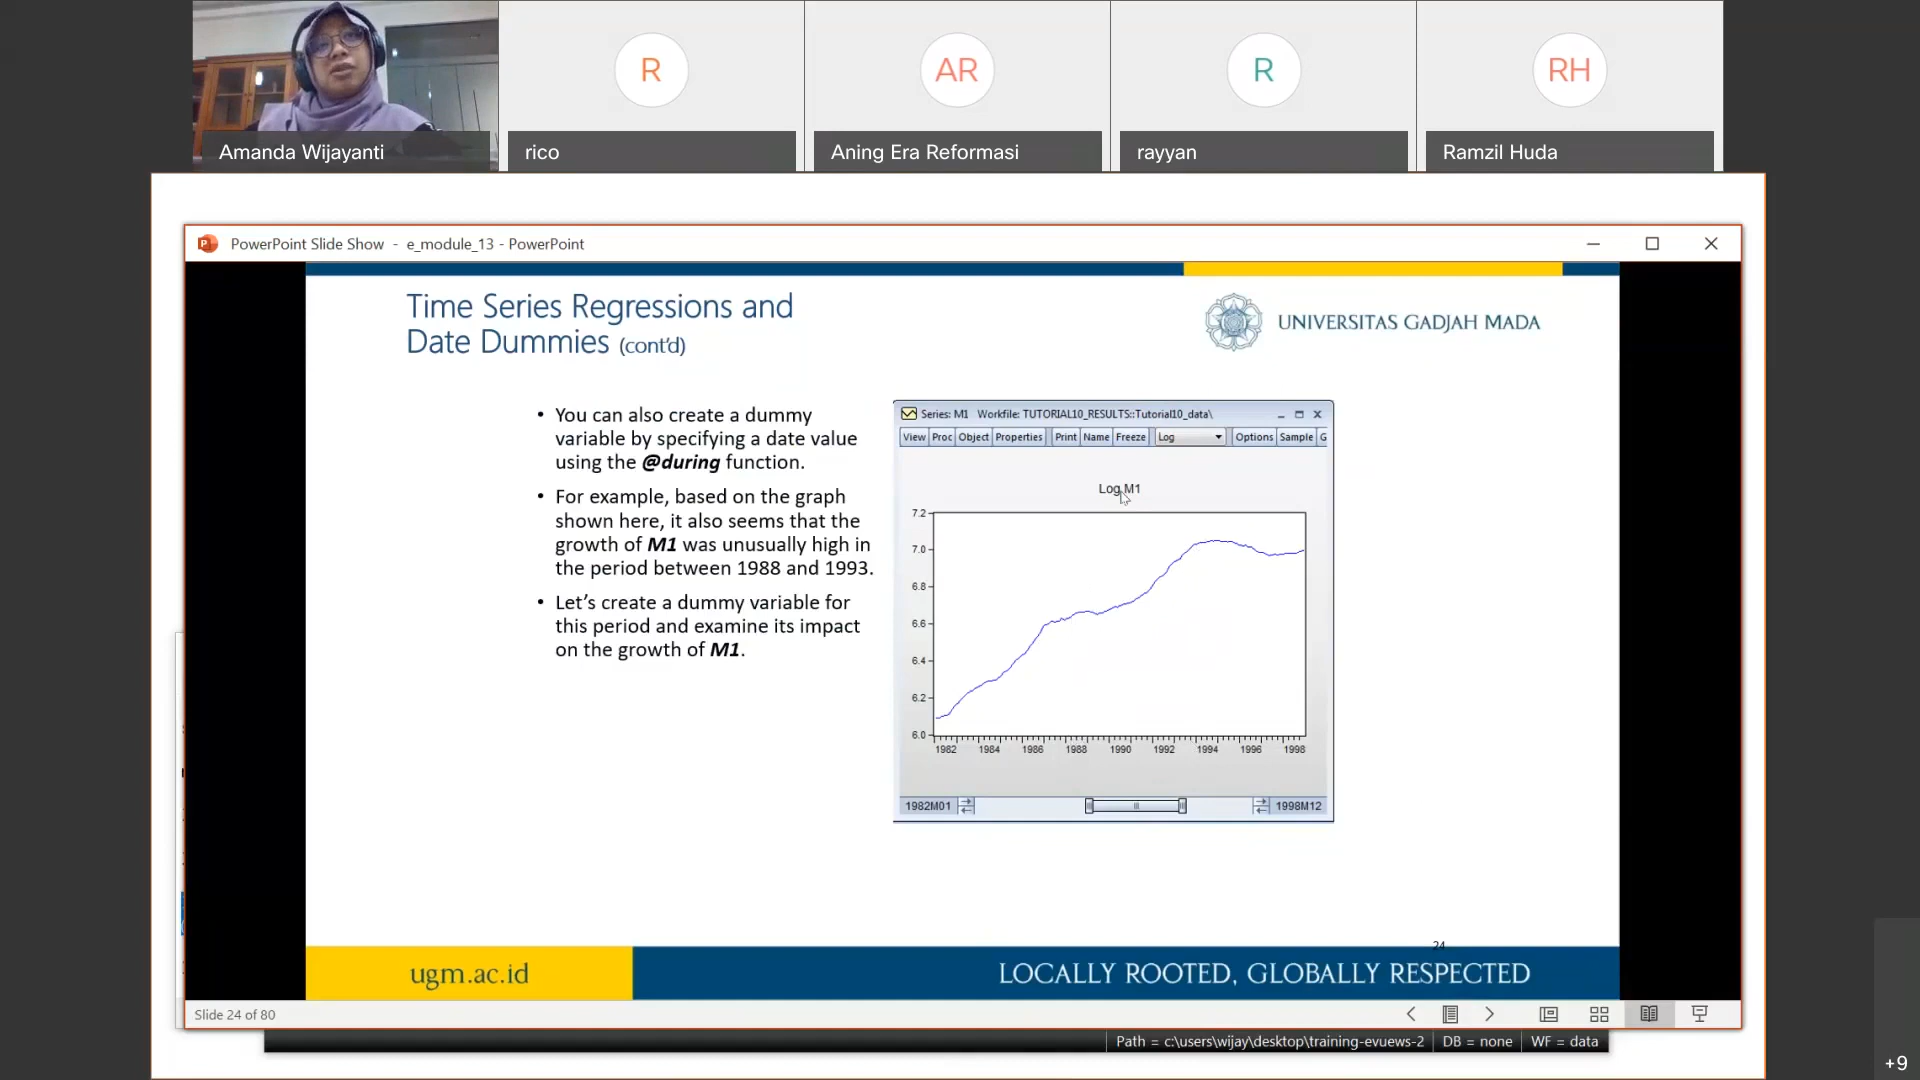 R
AR
R
RH
Amanda Wijayanti
rico
Aning Era Reformasi
rayyan
Ramzil Huda
PowerPoint Slide Show - e_module_13 - PowerPoint
Time Series Regressions and
Date Dummies (cont'd)
UNIVERSITAS GADJAH MADA
• You can also create a dummy
variable by specifying a date value
using the @during function.
• For example, based on the graph
shown here, it also seems that the
growth of M1 was unusually high in
the period between 1988 and 1993.
• Let's create a dummy variable for
this period and examine its impact
on the growth of M1.
Series: M1 Workfile: TUTORIAL10_RESULTS::Tutorial10_data\
View Proc Object Properties Print Name Freeze Log Options Sample G
Log M1
7.2
7.0
6.8
6.6
6.4
6.2
6.0
1982 1984 1986 1988 1990 1992 1994 1996 1998
1982M01 1998M12
24
ugm.ac.id
LOCALLY ROOTED, GLOBALLY RESPECTED
Slide 24 of 80
Path = c:\users\wijay\desktop\training-evuews-2 DB = none WF = data
+9